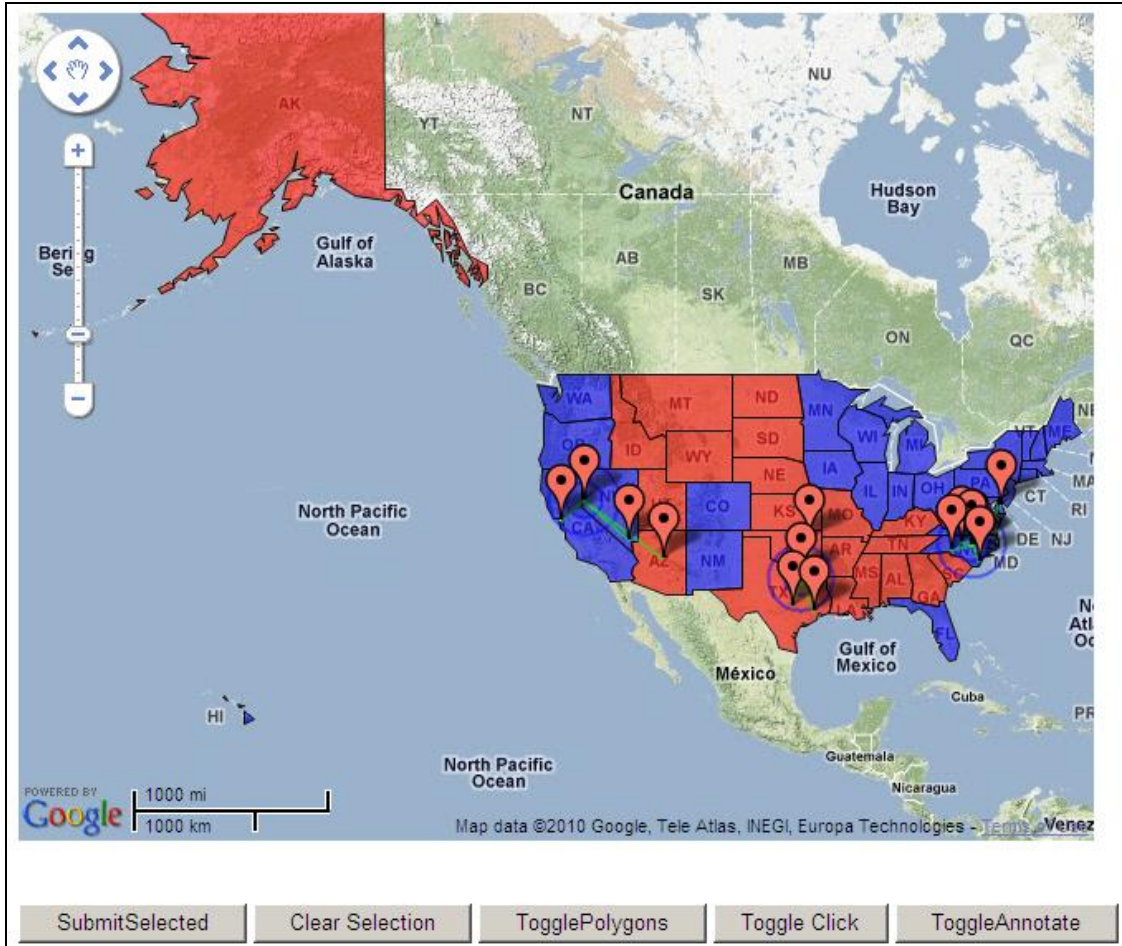 NU
AK
NT
YT
Canada
Hudson
Bay
Gulf of
Alaska
AB
MB
BC
SK
ON
QC
WA
MT
ND
MN
ID
SD
WI
MI
VT
ME
WY
NE
IA
PA
MA
IL
IN
OH
CT
RI
CO
KS
MO
KY
North Pacific
Ocean
CA
DE
NJ
MD
AZ
NM
AR
TN
SC
MS
AL
GA
TX
LA
FL
Gulf of
Mexico
México
Cuba
PR
HI
Guatemala
Nicaragua
North Pacific
Ocean
POWERED BY
Google
1000 mi
1000 km
Map data ©2010 Google, Tele Atlas, INEGI, Europa Technologies -
Venez
SubmitSelected
Clear Selection
TogglePolygons
Toggle Click
ToggleAnnotate